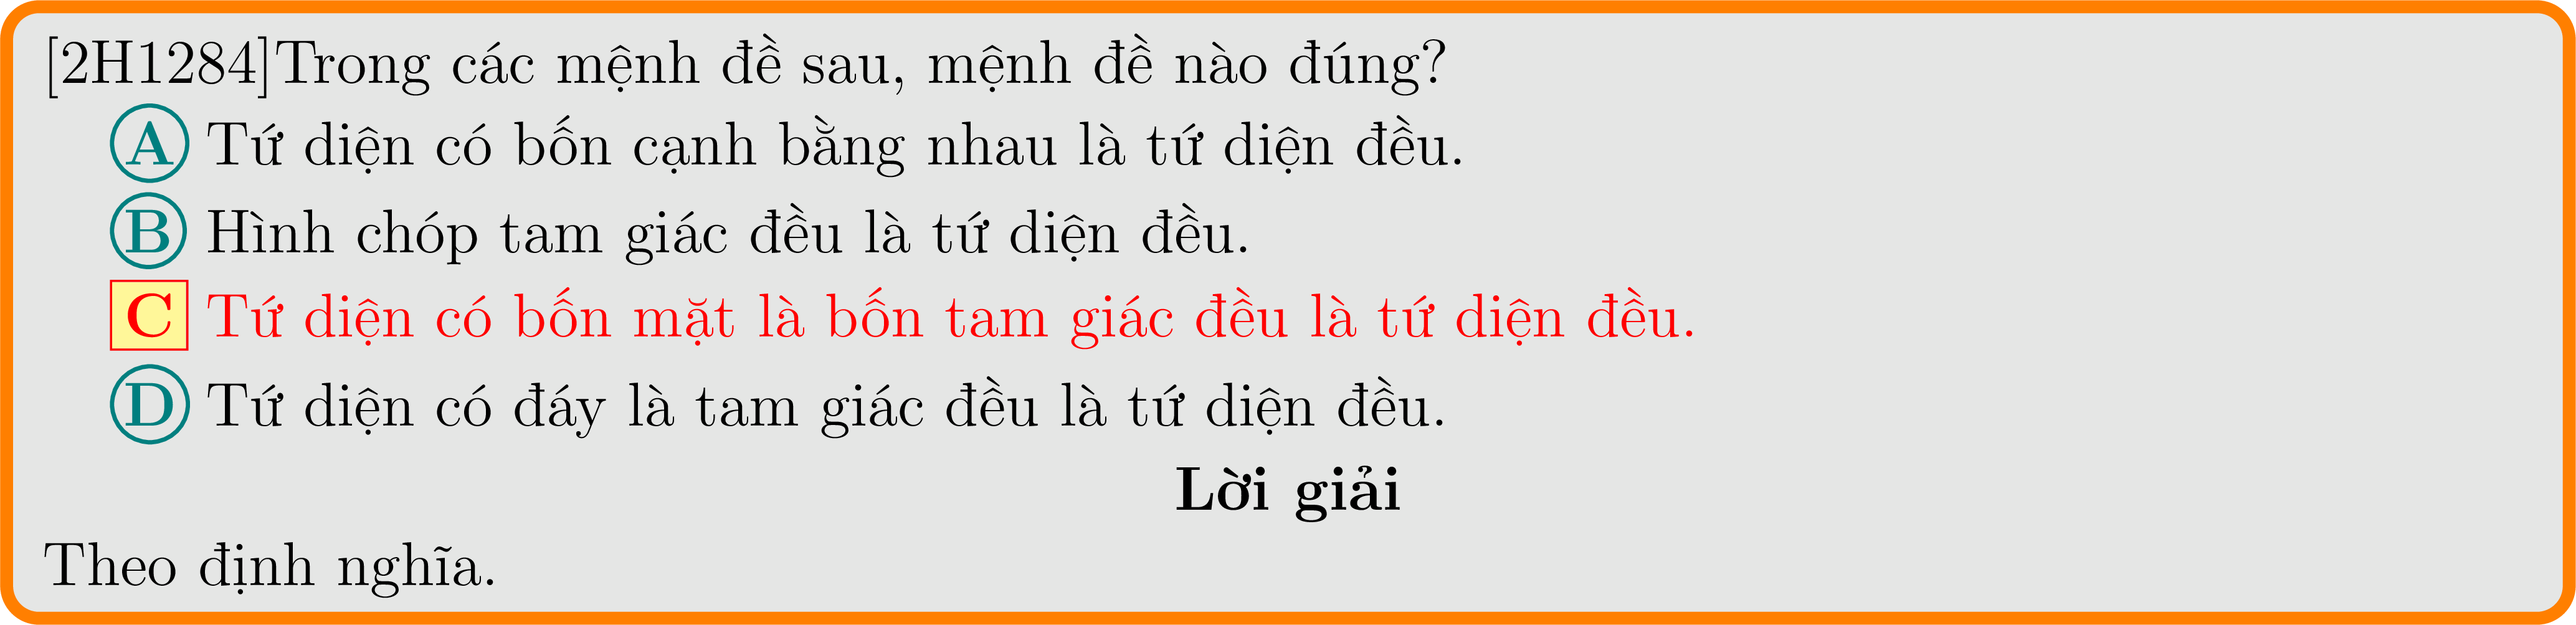 [2H1284]Trong các mệnh đề sau, mệnh đề nào đúng?
A Tứ diện có bốn cạnh bằng nhau là tứ diện đều.
B Hình chóp tam giác đều là tứ diện đều.
C Tứ diện có bốn mặt là bốn tam giác đều là tứ diện đều.
D Tứ diện có đáy là tam giác đều là tứ diện đều.
Lời giải
Theo định nghĩa.